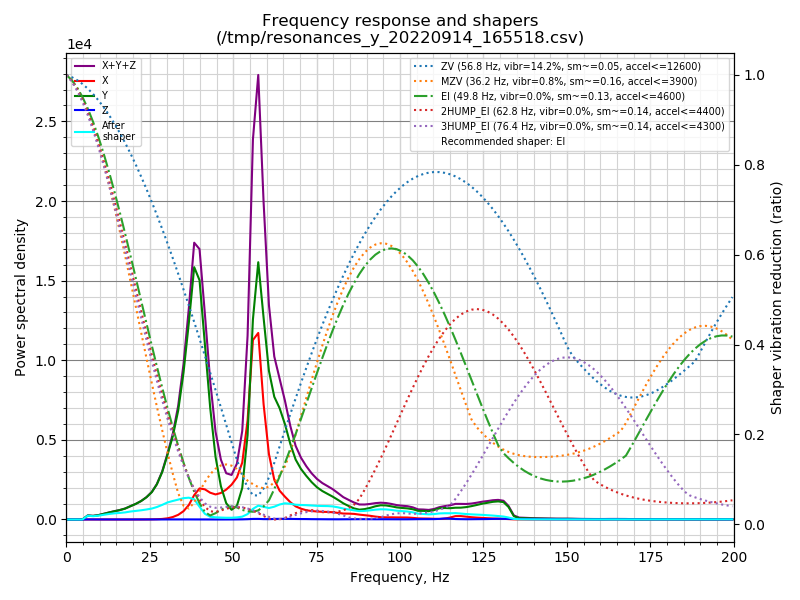 Frequency response and shapers
(/tmp/resonances_y_20220914_165518.csv)
1e4
X+Y+Z
X
Y
Z
After
shaper
ZV (56.8 Hz, vibr=14.2%, sm~=0.05, accel<=12600)
MZV (36.2 Hz, vibr=0.8%, sm~=0.16, accel<=3900)
EI (49.8 Hz, vibr=0.0%, sm~=0.13, accel<=4600)
2HUMP_EI (62.8 Hz, vibr=0.0%, sm~=0.14, accel<=4400)
3HUMP_EI (76.4 Hz, vibr=0.0%, sm~=0.14, accel<=4300)
Recommended shaper: EI
Power spectral density
2.5
2.0
1.5
1.0
0.5
0.0
1.0
0.8
0.6
0.4
0.2
0.0
Shaper vibration reduction (ratio)
0 25 50 75 100 125 150 175 200
Frequency, Hz